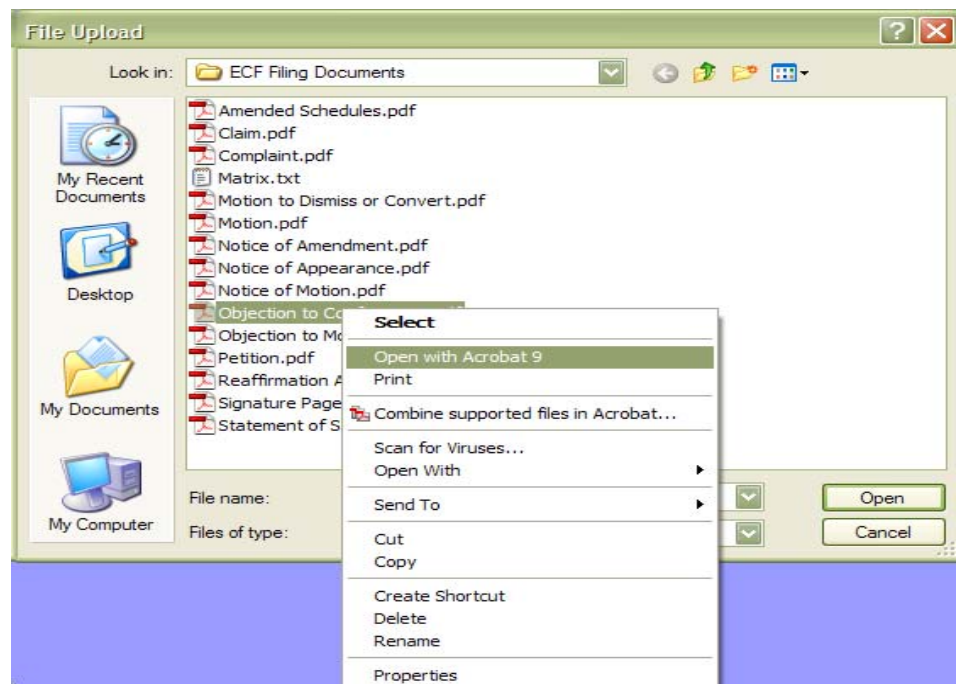 File Upload
Look in: ECF Filing Documents
My Recent
Documents
Desktop
My Documents
My Computer
Amended Schedules.pdf
Claim.pdf
Complaint.pdf
Matrix.txt
Motion to Dismiss or Convert.pdf
Motion.pdf
Notice of Amendment.pdf
Notice of Appearance.pdf
Notice of Motion.pdf
Objection to
Objection to
Petition.pdf
Reaffirmation
Signature Page
Statement of
Select
Open with Acrobat 9
Print
Combine supported files in Acrobat...
Scan for Viruses...
Open With
Send To
Cut
Copy
Create Shortcut
Delete
Rename
Properties
File name:
Files of type:
Open
Cancel